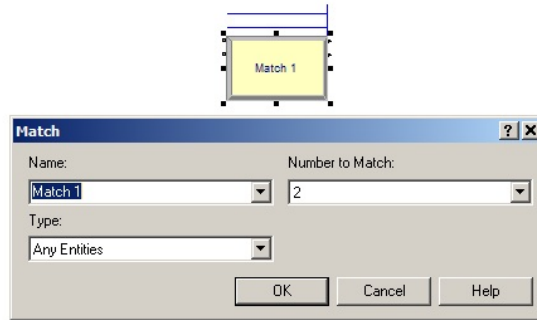 Match 1
Match
Name: Number to Match:
Match 1 2
Type:
Any Entities
OK Cancel Help